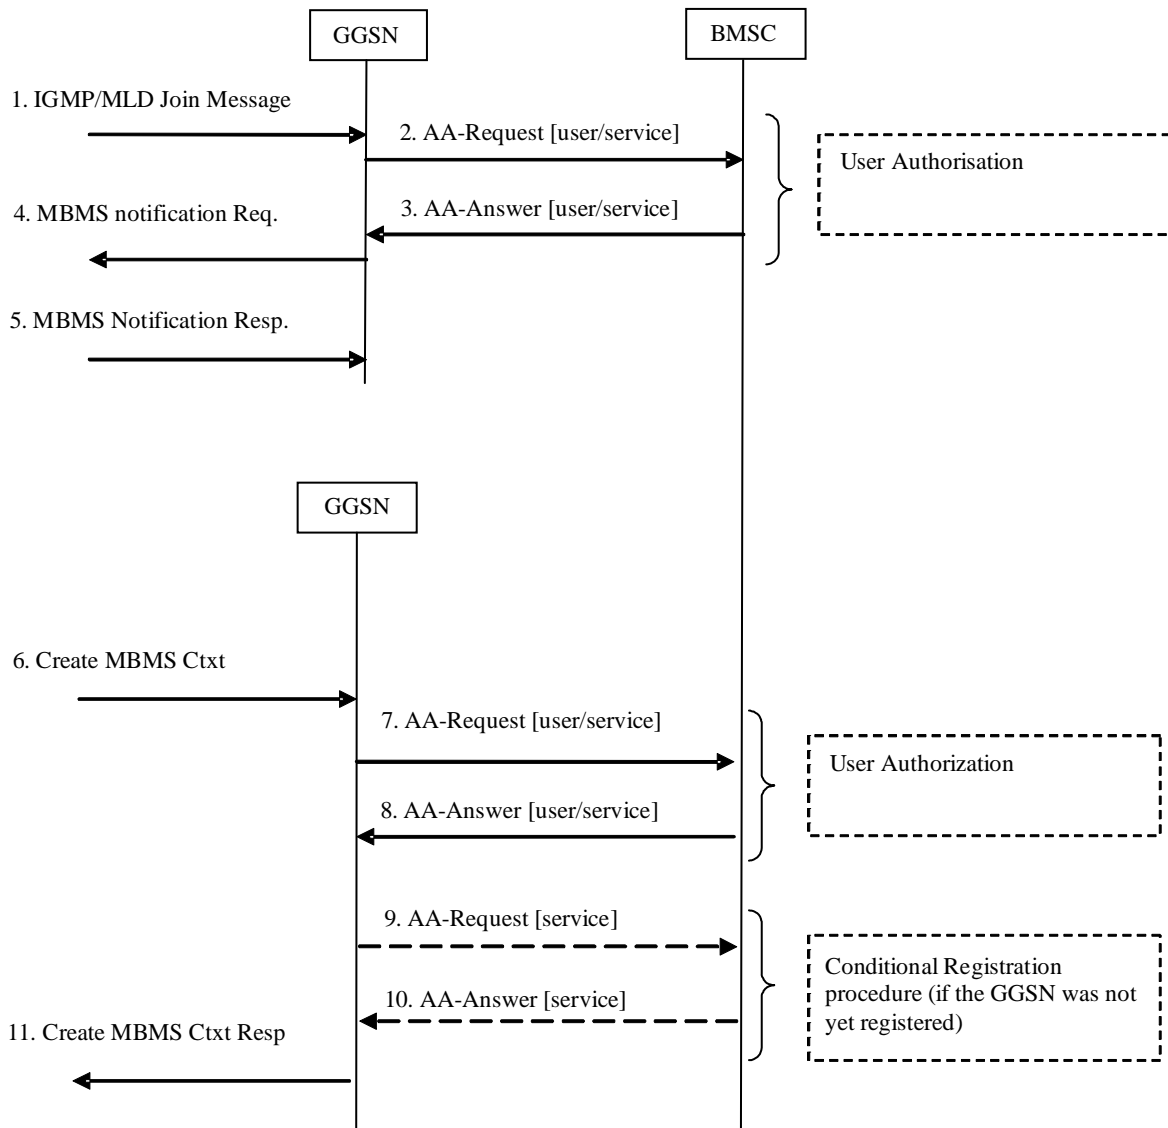 GGSN
BMSC
1. IGMP/MLD Join Message
2. AA-Request [user/service]
User Authorisation
3. AA-Answer [user/service]
4. MBMS notification Req.
5. MBMS Notification Resp.
GGSN
6. Create MBMS Ctxt
7. AA-Request [user/service]
User Authorization
8. AA-Answer [user/service]
9. AA-Request [service]
Conditional Registration
procedure (if the GGSN was not
yet registered)
10. AA-Answer [service]
11. Create MBMS Ctxt Resp